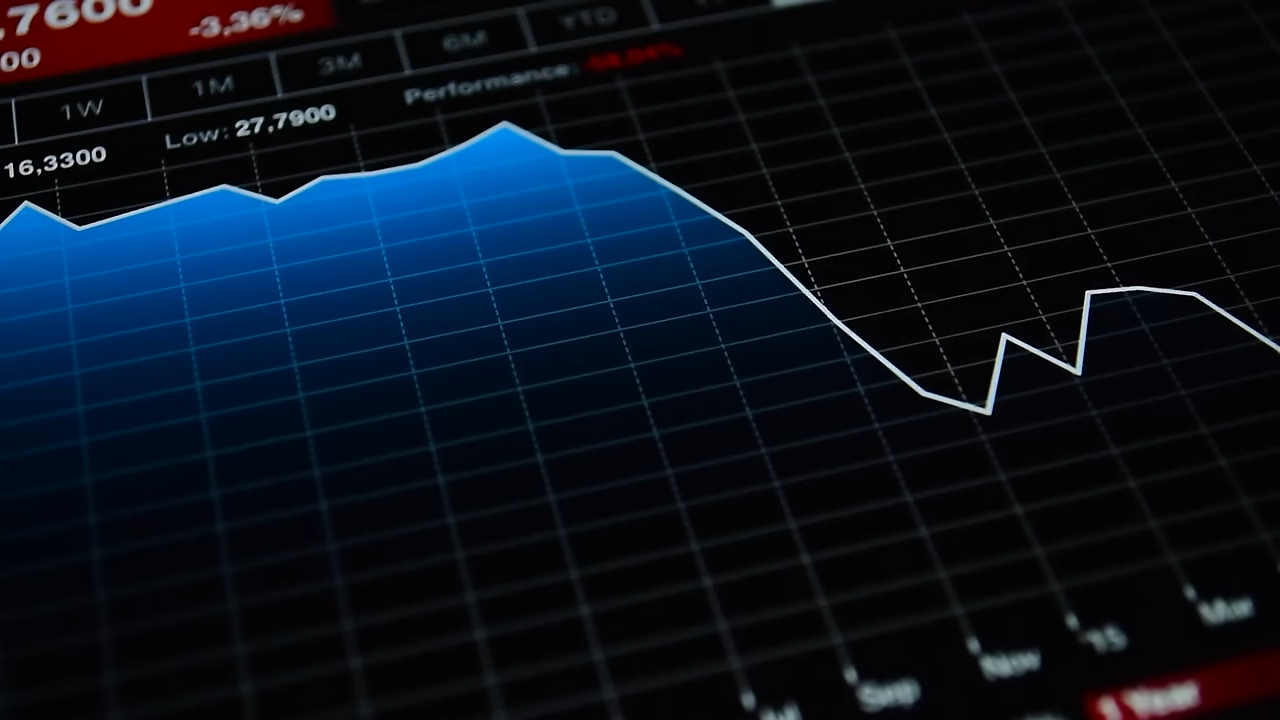 ,7600
-3,36%
00
1W 1M 3M 6M YTD
16,3300 Low: 27,7900 Performance:
Jul Sep Nov '15 Mar
1 Year